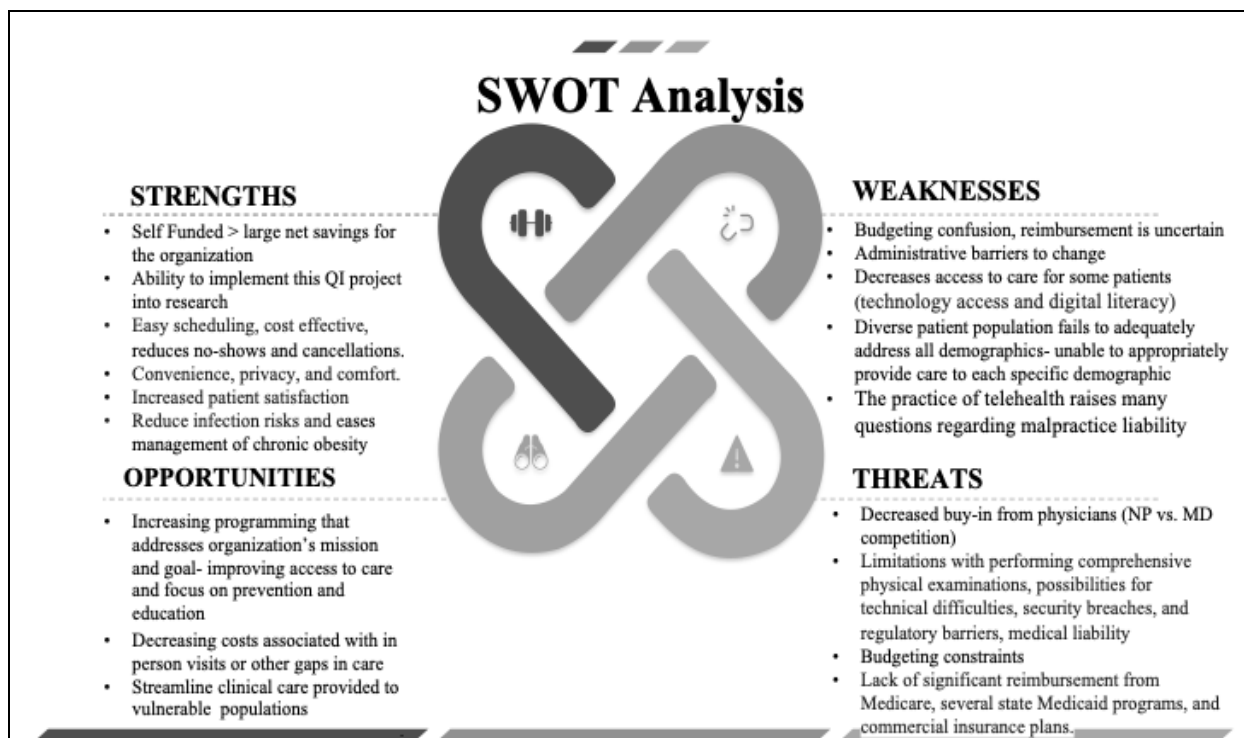 SWOT Analysis
STRENGTHS
• Self Funded > large net savings for
the organization
• Ability to implement this QI project
into research
• Easy scheduling, cost effective,
reduces no-shows and cancellations.
• Convenience, privacy, and comfort.
• Increased patient satisfaction
• Reduce infection risks and eases
management of chronic obesity
WEAKNESSES
• Budgeting confusion, reimbursement is uncertain
• Administrative barriers to change
• Decreases access to care for some patients
(technology access and digital literacy)
• Diverse patient population fails to adequately
address all demographics- unable to appropriately
provide care to each specific demographic
• The practice of telehealth raises many
questions regarding malpractice liability
OPPORTUNITIES
• Increasing programming that
addresses organization’s mission
and goal- improving access to care
and focus on prevention and
education
• Decreasing costs associated with in
person visits or other gaps in care
• Streamline clinical care provided to
vulnerable populations
THREATS
• Decreased buy-in from physicians (NP vs. MD
competition)
• Limitations with performing comprehensive
physical examinations, possibilities for
technical difficulties, security breaches, and
regulatory barriers, medical liability
• Budgeting constraints
• Lack of significant reimbursement from
Medicare, several state Medicaid programs, and
commercial insurance plans.